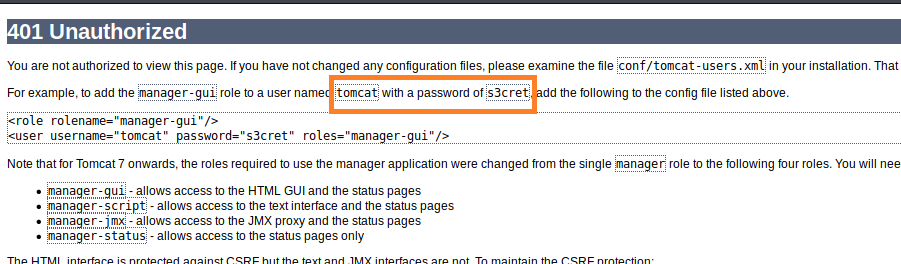 401 Unauthorized
You are not authorized to view this page. If you have not changed any configuration files, please examine the file conf/tomcat-users.xml in your installation. That
For example, to add the manager-gui role to a user named tomcat with a password of s3cret, add the following to the config file listed above.
<role rolename="manager-gui"/>
<user username="tomcat" password="s3cret" roles="manager-gui"/>
Note that for Tomcat 7 onwards, the roles required to use the manager application were changed from the single manager role to the following four roles. You will nee
• manager-gui - allows access to the HTML GUI and the status pages
• manager-script - allows access to the text interface and the status pages
• manager-jmx - allows access to the JMX proxy and the status pages
• manager-status - allows access to the status pages only
The HTML interface is protected against CSRF but the text and JMX interfaces are not. To maintain the CSRF protection: